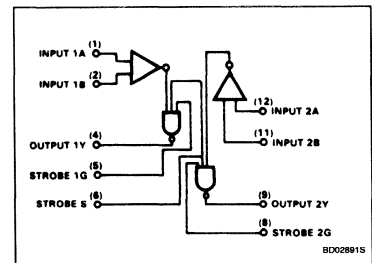 INPUT 1A (1)
INPUT 1B (2)
(12) INPUT 2A
(11) INPUT 2B
OUTPUT 1Y (4)
STROBE 1G (5)
STROBE S (6)
(9) OUTPUT 2Y
(8) STROBE 2G
BD02891S